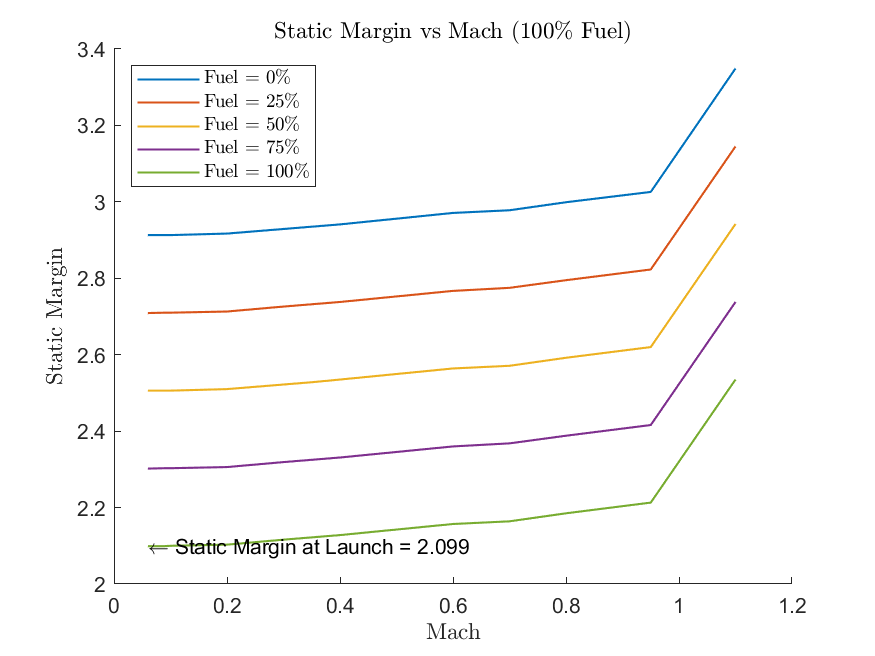 Static Margin vs Mach (100% Fuel)
3.4
3.2
3
2.8
2.6
2.4
2.2
2
Static Margin
Fuel = 0%
Fuel = 25%
Fuel = 50%
Fuel = 75%
Fuel = 100%
← Static Margin at Launch = 2.099
0 0.2 0.4 0.6 0.8 1 1.2
Mach